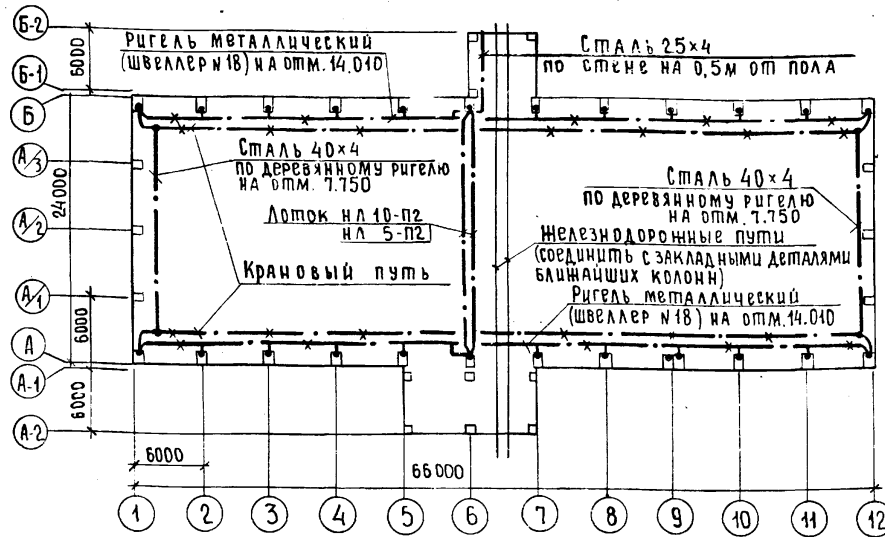 Б-2
Б-1
Б
А/3
А/2
А/1
А
А-1
А-2
6000
24000
6000
6000
Ригель металлический
(швеллер №18) на отм. 14.010
Сталь 25×4
по стене на 0,5м от пола
Сталь 40×4
по деревянному ригелю
на отм. 7.750
Сталь 40×4
по деревянному ригелю
на отм. 7.750
Лоток нл 10-п2
нл 5-п2
Железнодорожные пути
(соединить с закладными деталями
ближайших колонн)
Крановый путь
Ригель металлический
(швеллер №18) на отм.14.010
6000
66000
1 2 3 4 5 6 7 8 9 10 11 12